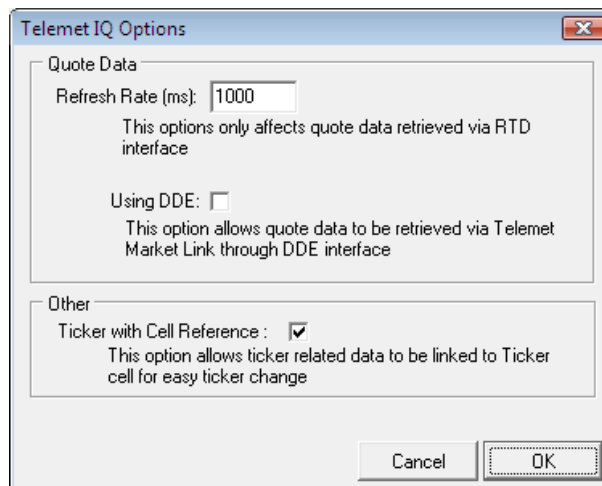 Telemet IQ Options
Quote Data
Refresh Rate (ms): 1000
This options only affects quote data retrieved via RTD
interface
Using DDE:
This option allows quote data to be retrieved via Telemet
Market Link through DDE interface
Other
Ticker with Cell Reference :
This option allows ticker related data to be linked to Ticker
cell for easy ticker change
Cancel OK